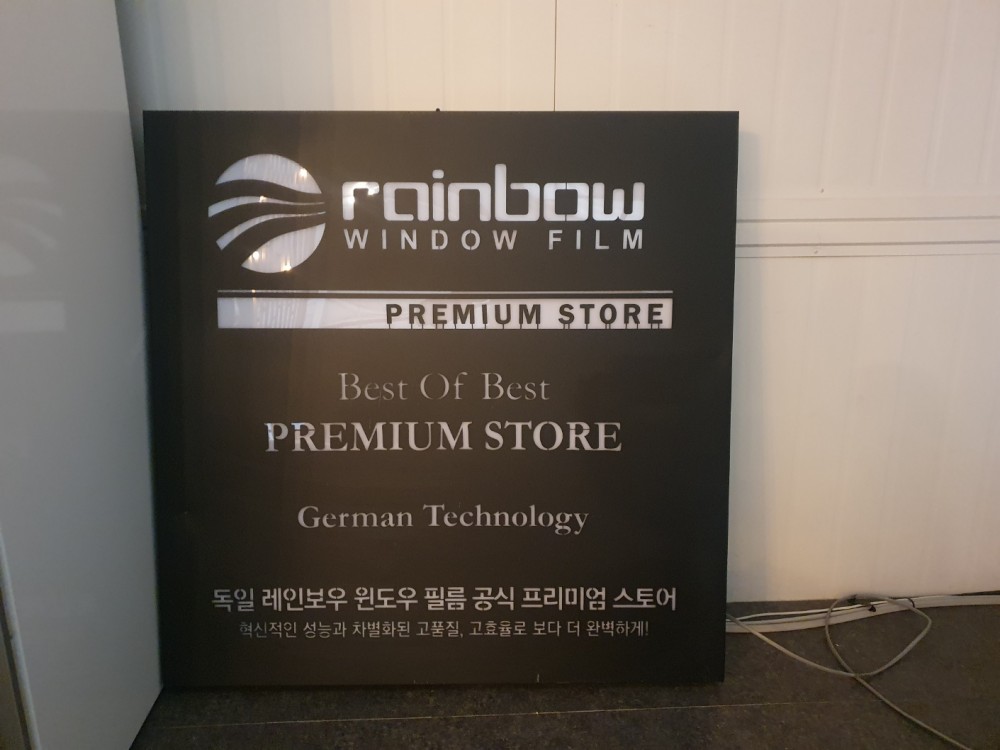 rainbow
WINDOW FILM
PREMIUM STORE
Best Of Best
PREMIUM STORE
German Technology
독일 레인보우 윈도우 필름 공식 프리미엄 스토어
혁신적인 성능과 차별화된 고품질, 고효율로 보다 더 완벽하게!